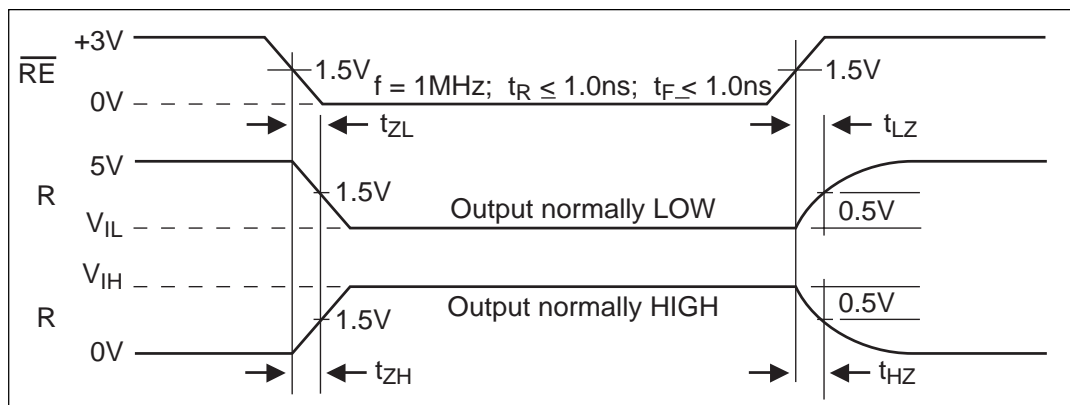 +3V
R̅E̅
1.5V
f = 1MHz; tR ≤ 1.0ns; tF ≤ 1.0ns
1.5V
0V
tZL
tLZ
5V
R
1.5V
Output normally LOW
0.5V
VIL
VIH
R
1.5V
Output normally HIGH
0.5V
0V
tZH
tHZ